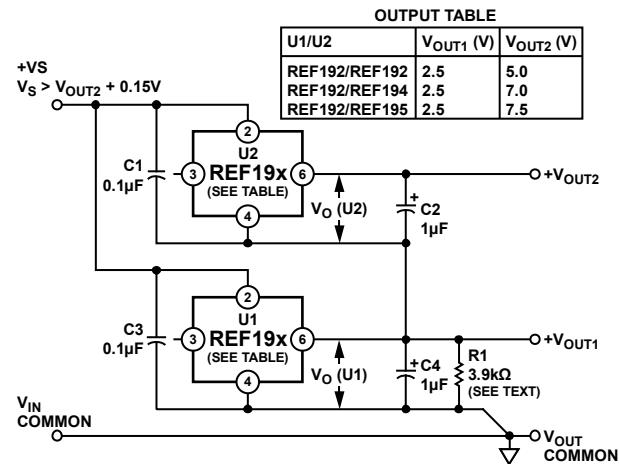 OUTPUT TABLE
U1/U2 VOUT1 (V) VOUT2 (V)
REF192/REF192 2.5 5.0
REF192/REF194 2.5 7.0
REF192/REF195 2.5 7.5
+VS
VS > VOUT2 + 0.15V
2
U2
C1
0.1µF
3 REF19x 6
(SEE TABLE)
4
VO (U2)
+
C2
1µF
+VOUT2
2
U1
C3
0.1µF
3 REF19x 6
(SEE TABLE)
4
VO (U1)
+
C4
1µF
R1
3.9kΩ
(SEE TEXT)
+VOUT1
VIN
COMMON
VOUT
COMMON